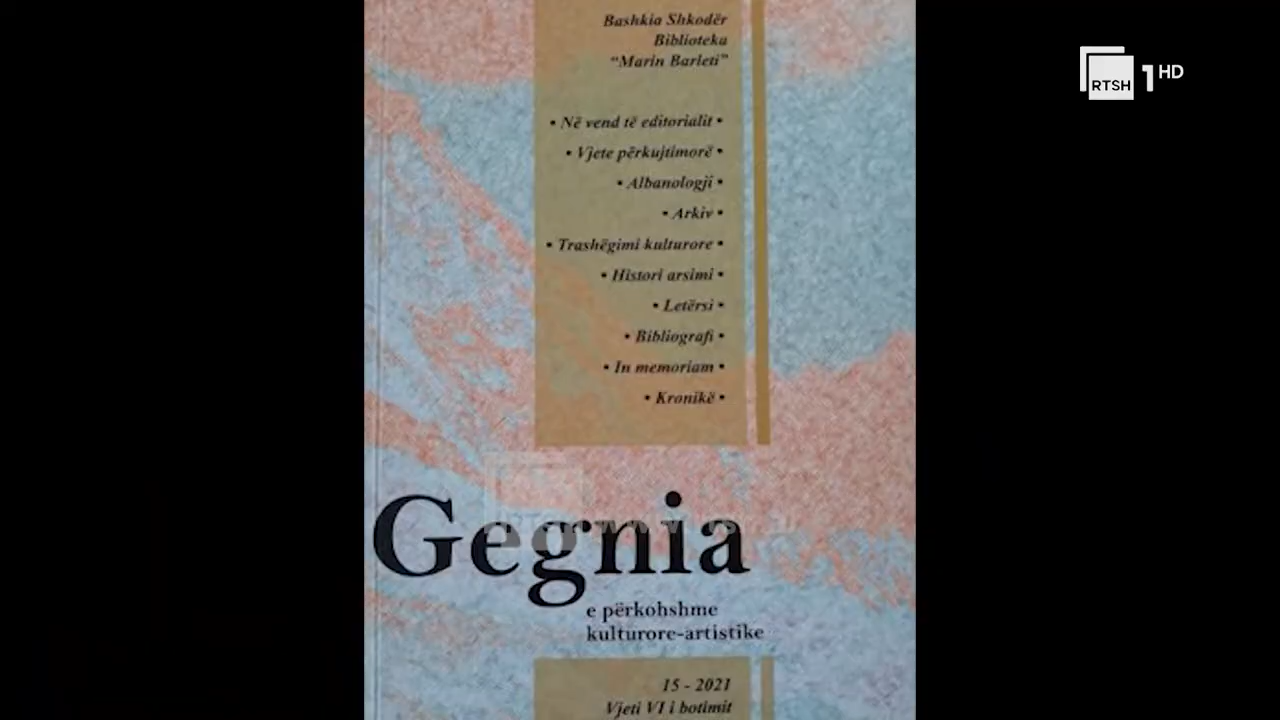 Bashkia Shkodër
Biblioteka
“Marin Barleti”
• Në vend të editorialit •
• Vjete përkujtimorë •
• Albanologji •
• Arkiv •
• Trashëgimi kulturore •
• Histori arsimi •
• Letërsi •
• Bibliografi •
• In memoriam •
• Kronikë •
Gegnia
e përkohshme
kulturore-artistike
15 - 2021
Vjeti VI i botimit
RTSH 1 HD